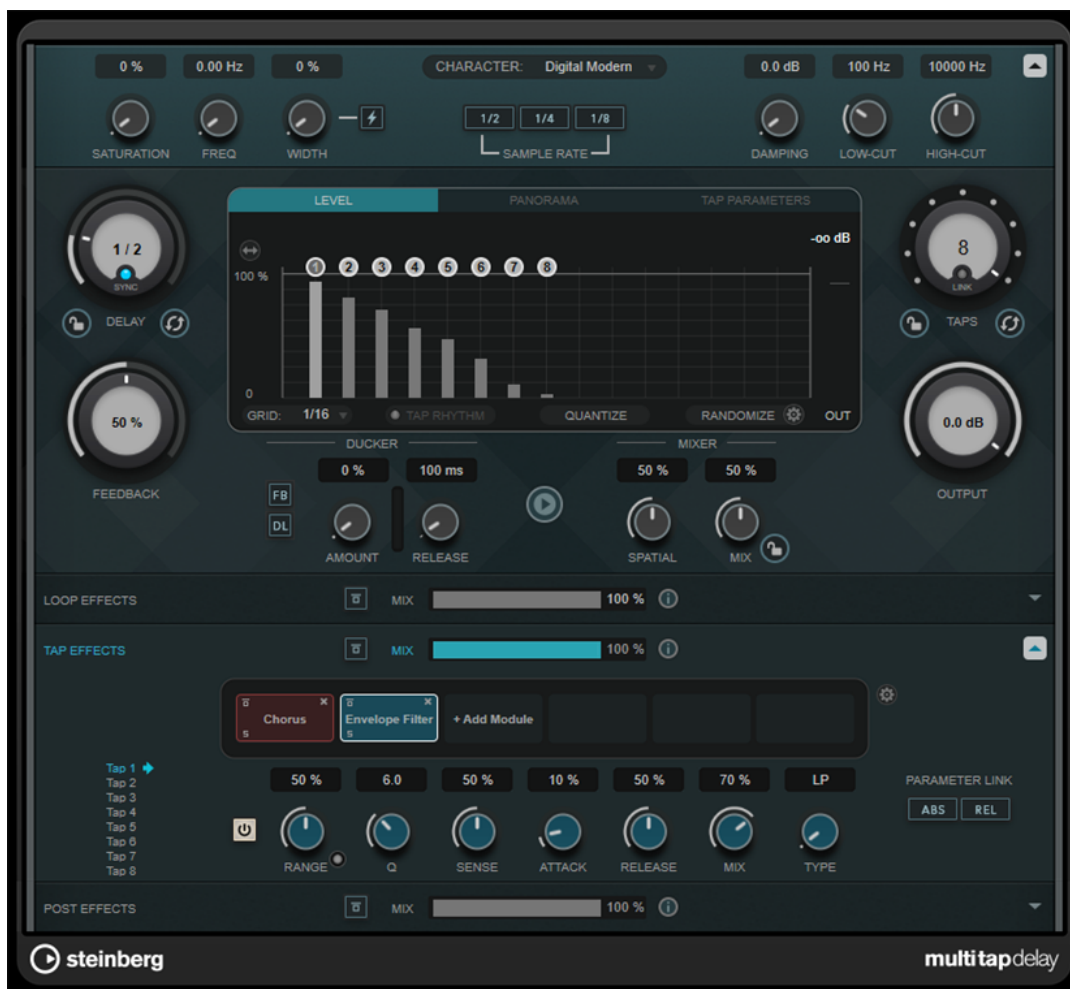 0 % 0.00 Hz 0 % CHARACTER: Digital Modern 0.0 dB 100 Hz 10000 Hz
1/2 1/4 1/8
SATURATION FREQ WIDTH SAMPLE RATE DAMPING LOW-CUT HIGH-CUT
LEVEL PANORAMA TAP PARAMETERS
-oo dB
1 / 2 8
SYNC LINK
100 % 1 2 3 4 5 6 7 8
DELAY TAPS
0
GRID: 1/16 TAP RHYTHM QUANTIZE RANDOMIZE OUT
50 % 0.0 dB
DUCKER MIXER
0 % 100 ms 50 % 50 %
FEEDBACK FB OUTPUT
DL
AMOUNT RELEASE SPATIAL MIX
LOOP EFFECTS MIX 100 %
TAP EFFECTS MIX 100 %
Chorus Envelope Filter + Add Module
S S
Tap 1
Tap 2
Tap 3
Tap 4
Tap 5
Tap 6
Tap 7
Tap 8
50 % 6.0 50 % 10 % 50 % 70 % LP PARAMETER LINK
ABS REL
RANGE Q SENSE ATTACK RELEASE MIX TYPE
POST EFFECTS MIX 100 %
steinberg multitapdelay